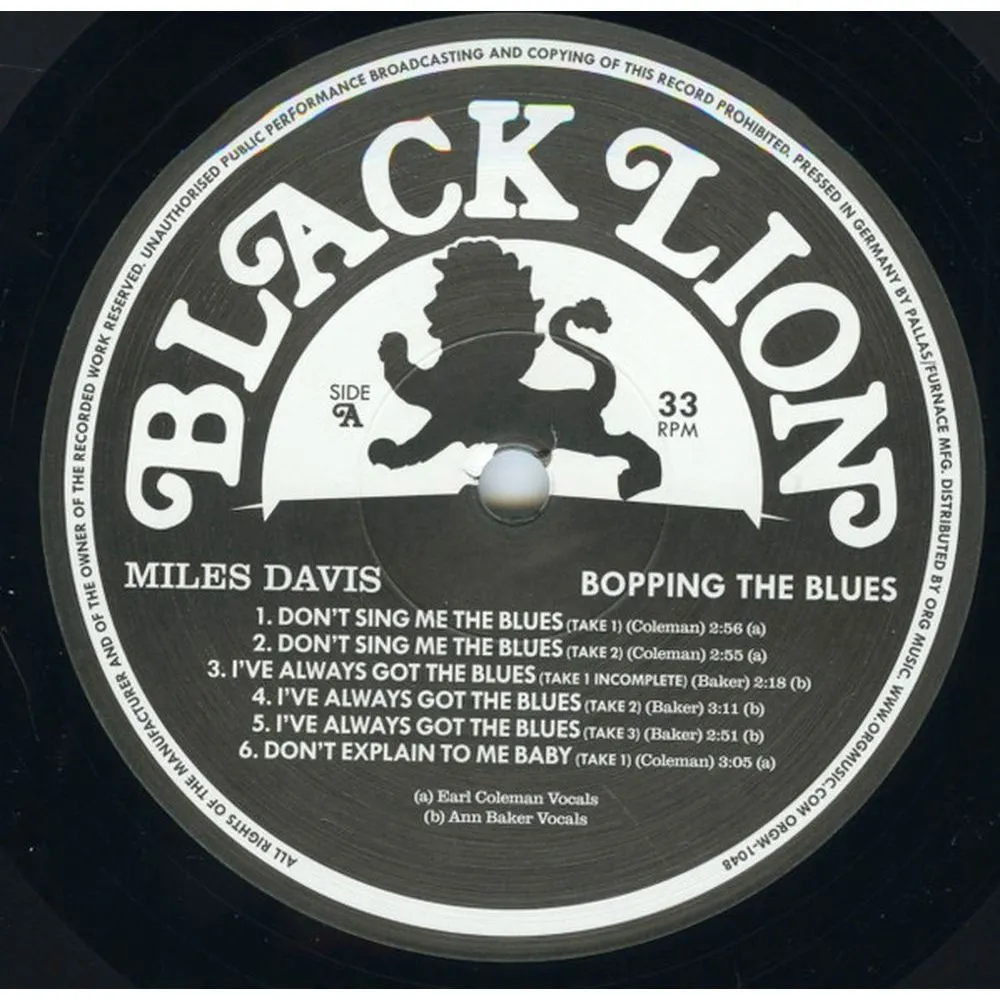 ALL RIGHTS OF THE MANUFACTURER AND OF THE OWNER OF THE RECORDED WORK RESERVED. UNAUTHORISED PUBLIC PERFORMANCE BROADCASTING AND COPYING OF THIS RECORD PROHIBITED. PRESSED IN GERMANY BY PALLAS/FURNACE MFG. DISTRIBUTED BY ORG MUSIC. WWW.ORGMUSIC.COM ORGM-1048
BLACK LION
SIDE
A
33
RPM
MILES DAVIS
BOPPING THE BLUES
1. DON'T SING ME THE BLUES (TAKE 1) (Coleman) 2:56 (a)
2. DON'T SING ME THE BLUES (TAKE 2) (Coleman) 2:55 (a)
3. I'VE ALWAYS GOT THE BLUES (TAKE 1 INCOMPLETE) (Baker) 2:18 (b)
4. I'VE ALWAYS GOT THE BLUES (TAKE 2) (Baker) 3:11 (b)
5. I'VE ALWAYS GOT THE BLUES (TAKE 3) (Baker) 2:51 (b)
6. DON'T EXPLAIN TO ME BABY (TAKE 1) (Coleman) 3:05 (a)
(a) Earl Coleman Vocals
(b) Ann Baker Vocals